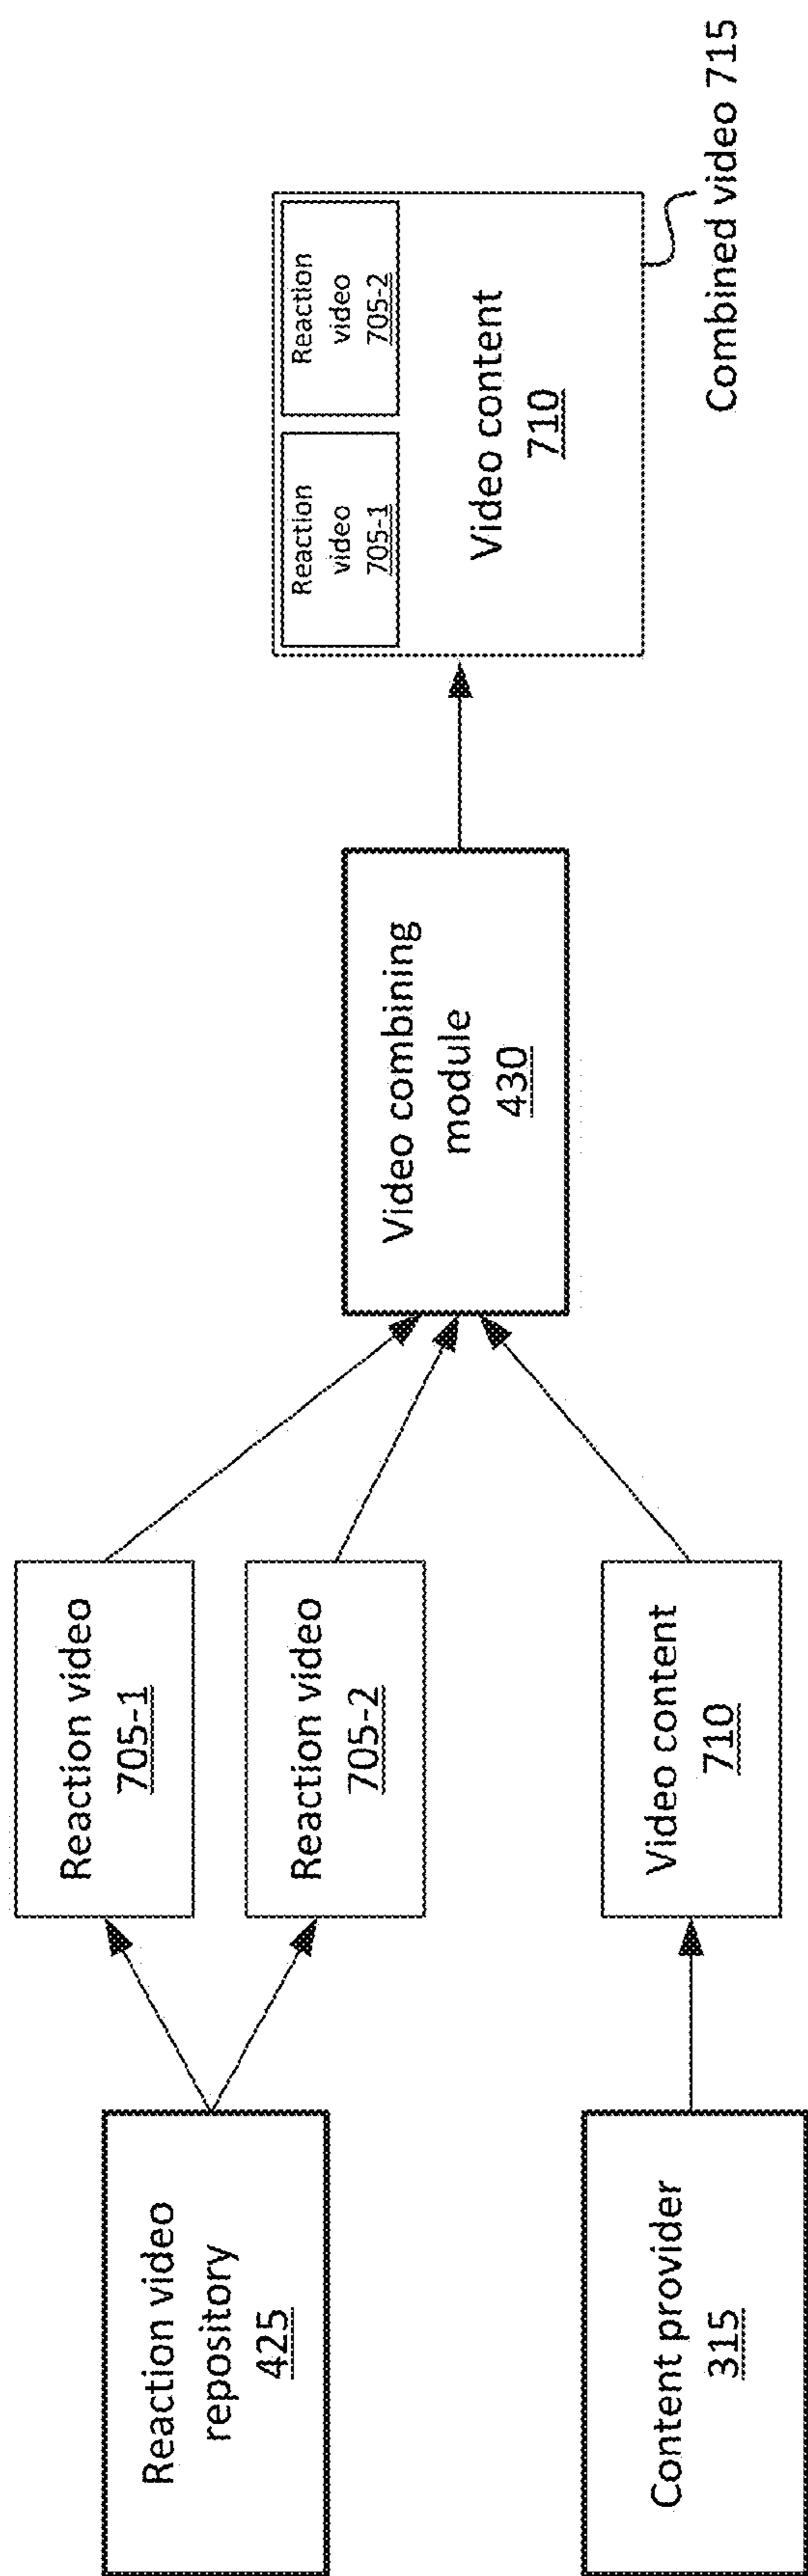 Reaction video
repository
425
Content provider
315
Reaction video
705-1
Reaction video
705-2
Video content
710
Video combining
module
430
Reaction
video
705-1
Reaction
video
705-2
Video content
710
Combined video 715